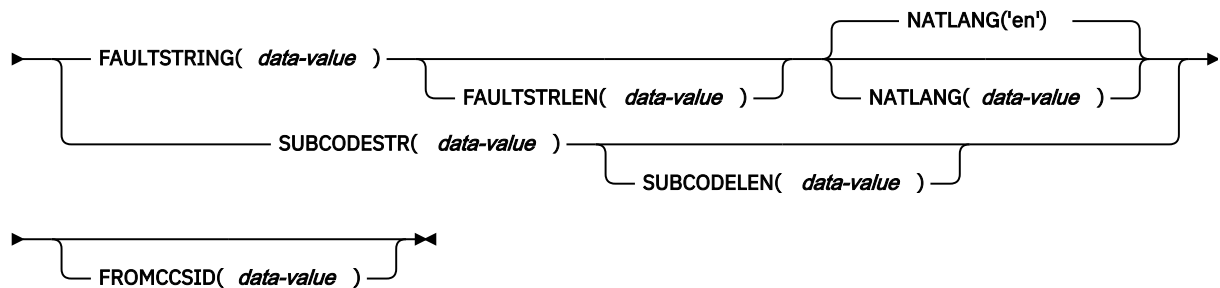 NATLANG('en')
FAULTSTRING( data-value )
FAULTSTRLEN( data-value )
NATLANG( data-value )
SUBCODESTR( data-value )
SUBCODELEN( data-value )
FROMCCSID( data-value )